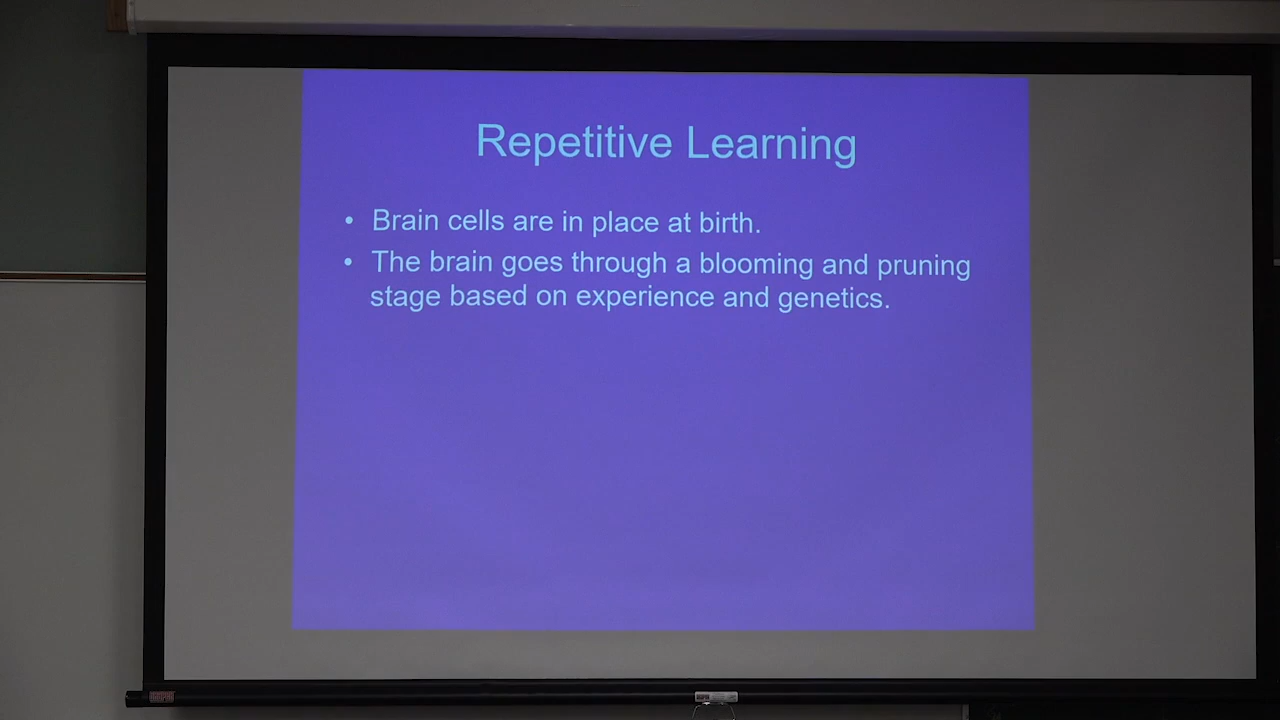 Repetitive Learning
• Brain cells are in place at birth.
• The brain goes through a blooming and pruning
stage based on experience and genetics.